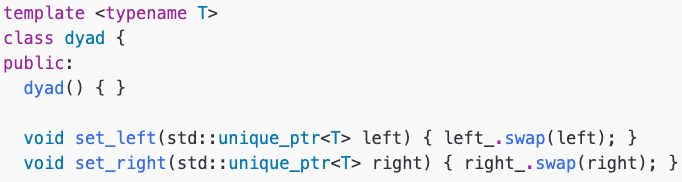 template <typename T>
class dyad {
public:
  dyad() { }

  void set_left(std::unique_ptr<T> left) { left_.swap(left); }
  void set_right(std::unique_ptr<T> right) { right_.swap(right); }